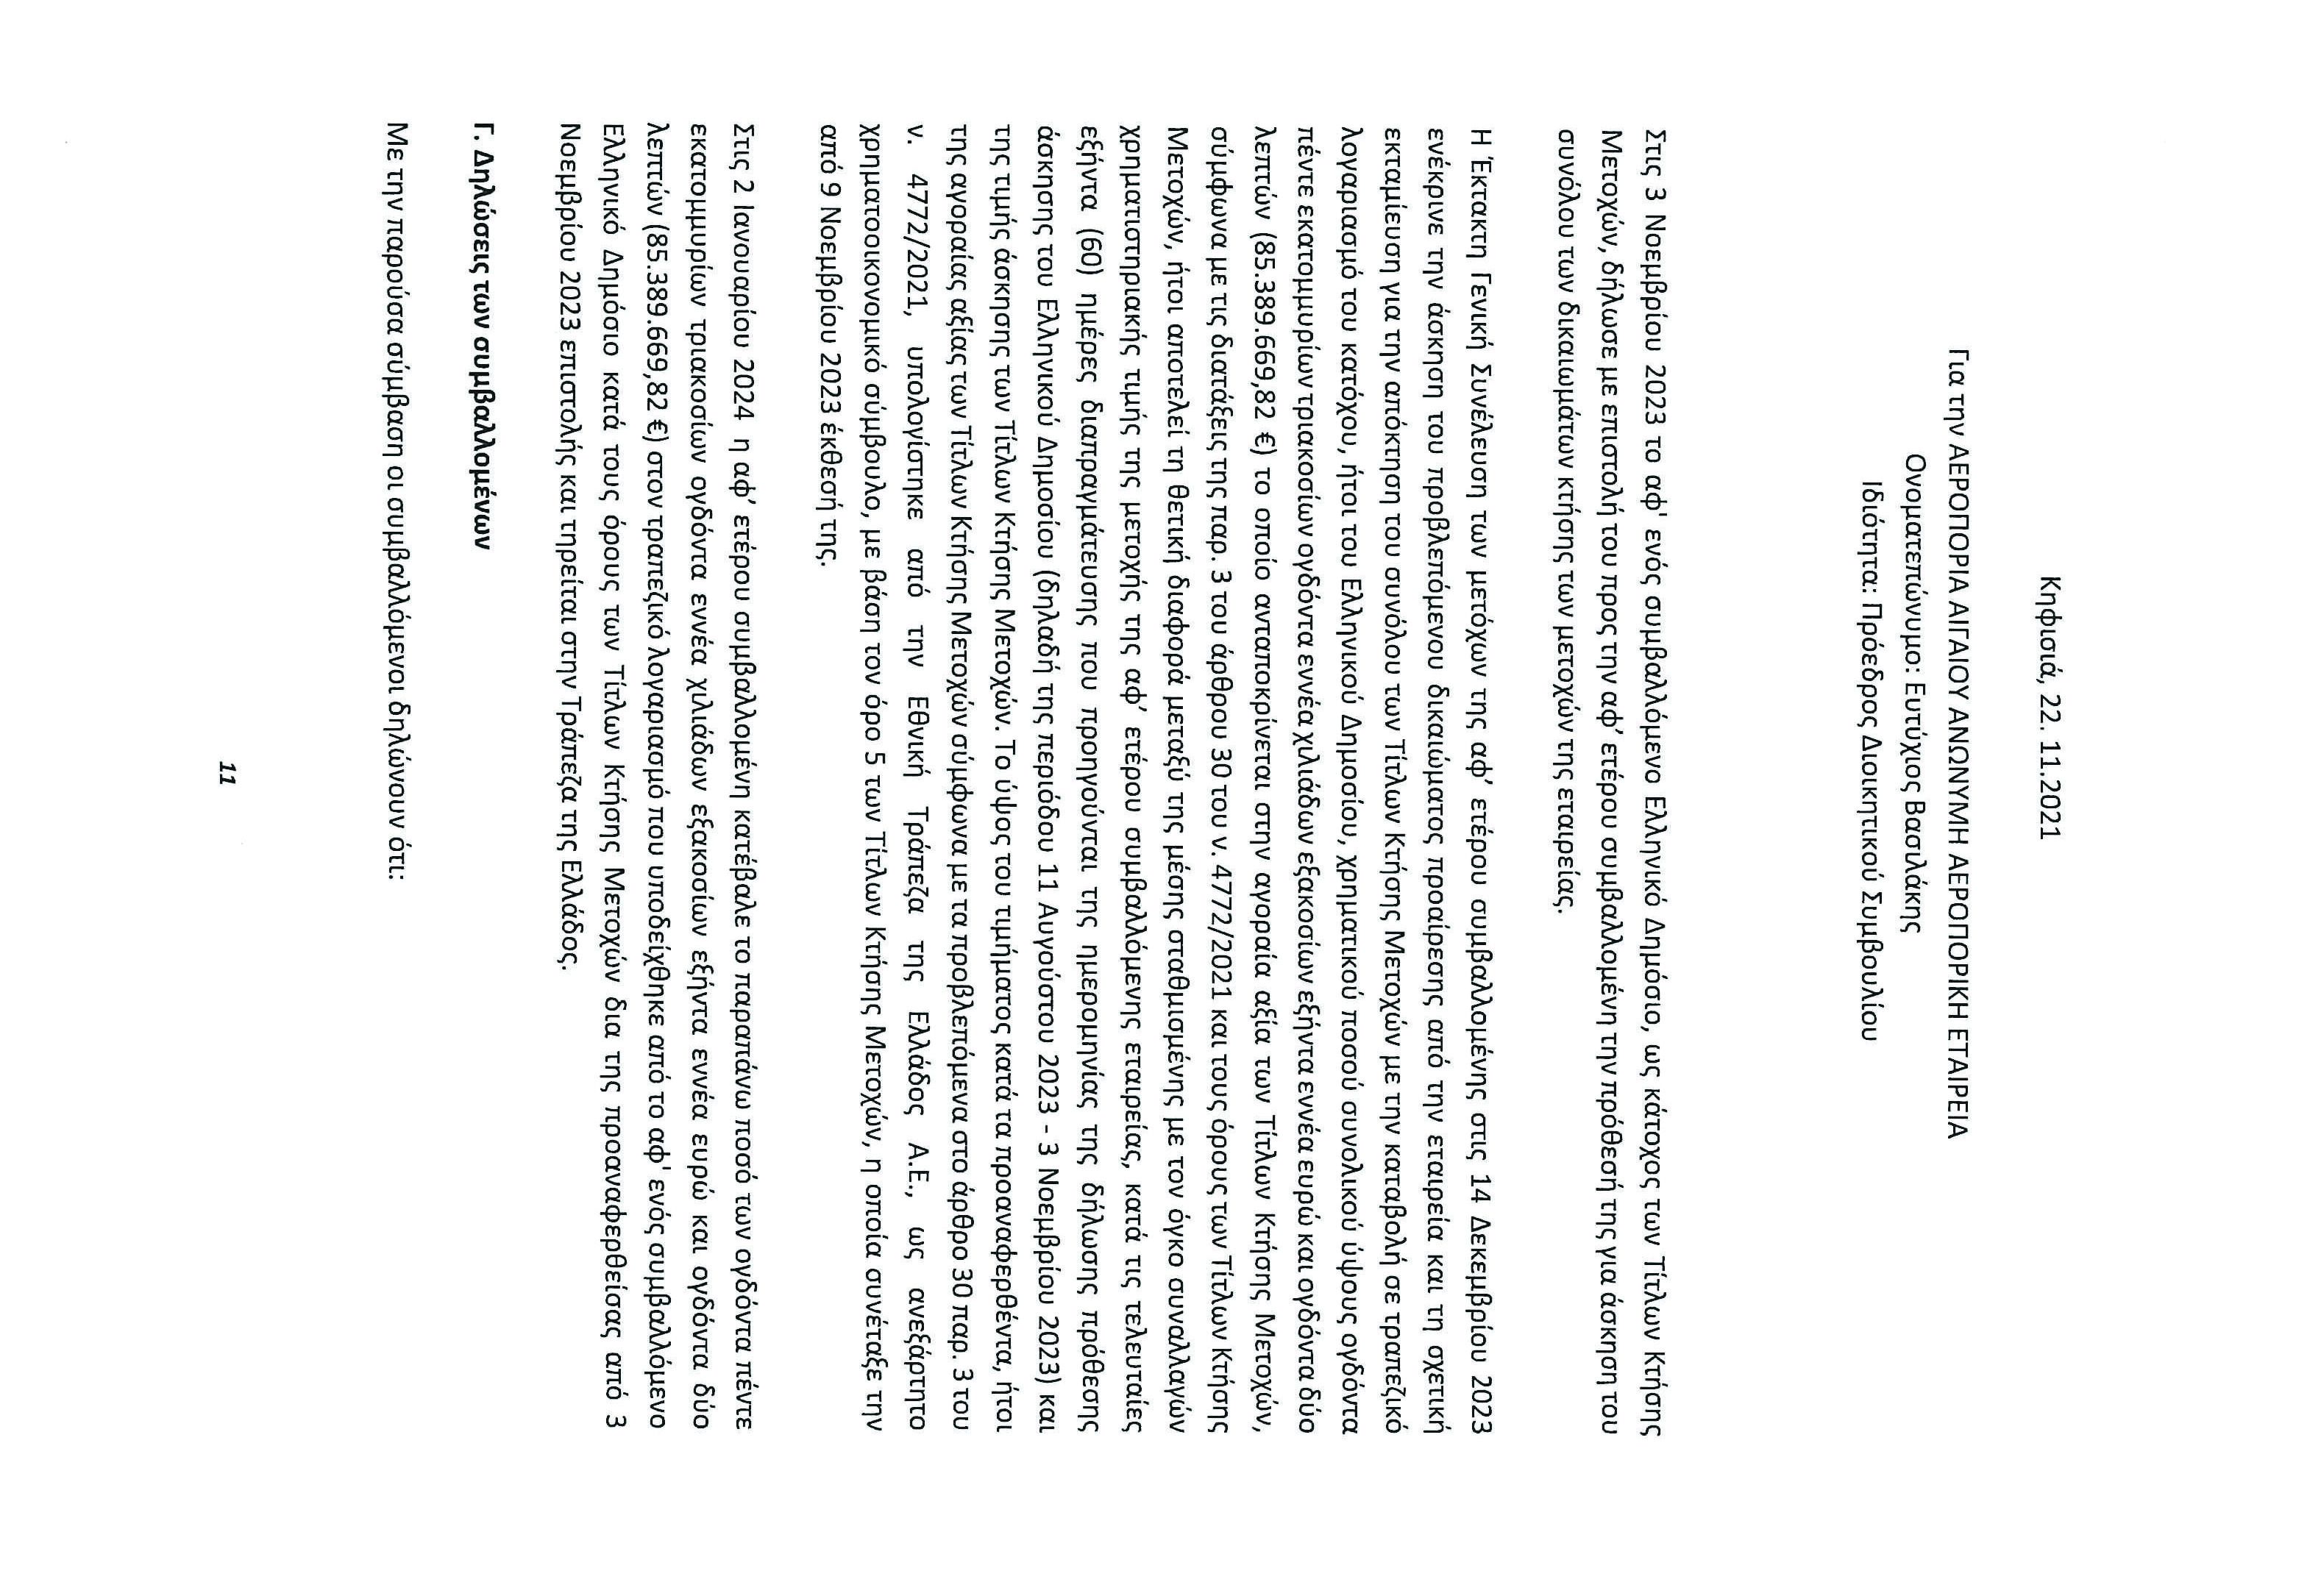 Κηφισιά, 22. 11.2021
Για την ΑΕΡΟΠΟΡΙΑ ΑΙΓΑΙΟΥ ΑΝΩΝΥΜΗ ΑΕΡΟΠΟΡΙΚΗ ΕΤΑΙΡΕΙΑ
Ονοματεπώνυμο: Ευτύχιος Βασιλάκης
Ιδιότητα: Πρόεδρος Διοικητικού Συμβουλίου
Στις 3 Νοεμβρίου 2023 το αφ' ενός συμβαλλόμενο Ελληνικό Δημόσιο, ως κάτοχος των Τίτλων Κτήσης
Μετοχών, δήλωσε με επιστολή του προς την αφ’ ετέρου συμβαλλομένη την πρόθεσή της για άσκηση του
συνόλου των δικαιωμάτων κτήσης των μετοχών της εταιρείας.
Η Έκτακτη Γενική Συνέλευση των μετόχων της αφ’ ετέρου συμβαλλομένης στις 14 Δεκεμβρίου 2023
ενέκρινε την άσκηση του προβλεπόμενου δικαιώματος προαίρεσης από την εταιρεία και τη σχετική
εκταμίευση για την απόκτηση του συνόλου των Τίτλων Κτήσης Μετοχών με την καταβολή σε τραπεζικό
λογαριασμό του κατόχου, ήτοι του Ελληνικού Δημοσίου, χρηματικού ποσού συνολικού ύψους ογδόντα
πέντε εκατομμυρίων τριακοσίων ογδόντα εννέα χιλιάδων εξακοσίων εξήντα εννέα ευρώ και ογδόντα δύο
λεπτών (85.389.669,82 €) το οποίο ανταποκρίνεται στην αγοραία αξία των Τίτλων Κτήσης Μετοχών,
σύμφωνα με τις διατάξεις της παρ. 3 του άρθρου 30 του ν. 4772/2021 και τους όρους των Τίτλων Κτήσης
Μετοχών, ήτοι αποτελεί τη θετική διαφορά μεταξύ της μέσης σταθμισμένης με τον όγκο συναλλαγών
χρηματιστηριακής τιμής της μετοχής της αφ’ ετέρου συμβαλλόμενης εταιρείας, κατά τις τελευταίες
εξήντα (60) ημέρες διαπραγμάτευσης που προηγούνται της ημερομηνίας της δήλωσης πρόθεσης
άσκησης του Ελληνικού Δημοσίου (δηλαδή της περιόδου 11 Αυγούστου 2023 - 3 Νοεμβρίου 2023) και
της τιμής άσκησης των Τίτλων Κτήσης Μετοχών. Το ύψος του τιμήματος κατά τα προαναφερθέντα, ήτοι
της αγοραίας αξίας των Τίτλων Κτήσης Μετοχών σύμφωνα με τα προβλεπόμενα στο άρθρο 30 παρ. 3 του
ν. 4772/2021, υπολογίστηκε από την Εθνική Τράπεζα της Ελλάδος Α.Ε., ως ανεξάρτητο
χρηματοοικονομικό σύμβουλο, με βάση τον όρο 5 των Τίτλων Κτήσης Μετοχών, η οποία συνέταξε την
από 9 Νοεμβρίου 2023 έκθεσή της.
Στις 2 Ιανουαρίου 2024 η αφ’ ετέρου συμβαλλομένη κατέβαλε το παραπάνω ποσό των ογδόντα πέντε
εκατομμυρίων τριακοσίων ογδόντα εννέα χιλιάδων εξακοσίων εξήντα εννέα ευρώ και ογδόντα δύο
λεπτών (85.389.669,82 €) στον τραπεζικό λογαριασμό που υποδείχθηκε από το αφ' ενός συμβαλλόμενο
Ελληνικό Δημόσιο κατά τους όρους των Τίτλων Κτήσης Μετοχών δια της προαναφερθείσας από 3
Νοεμβρίου 2023 επιστολής και τηρείται στην Τράπεζα της Ελλάδος.
Γ. Δηλώσεις των συμβαλλομένων
Με την παρούσα σύμβαση οι συμβαλλόμενοι δηλώνουν ότι:
11